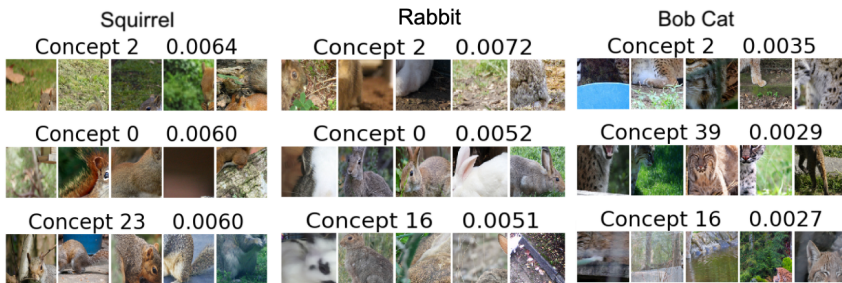 Squirrel Rabbit Bob Cat
Concept 2 0.0064 Concept 2 0.0072 Concept 2 0.0035
Concept 0 0.0060 Concept 0 0.0052 Concept 39 0.0029
Concept 23 0.0060 Concept 16 0.0051 Concept 16 0.0027